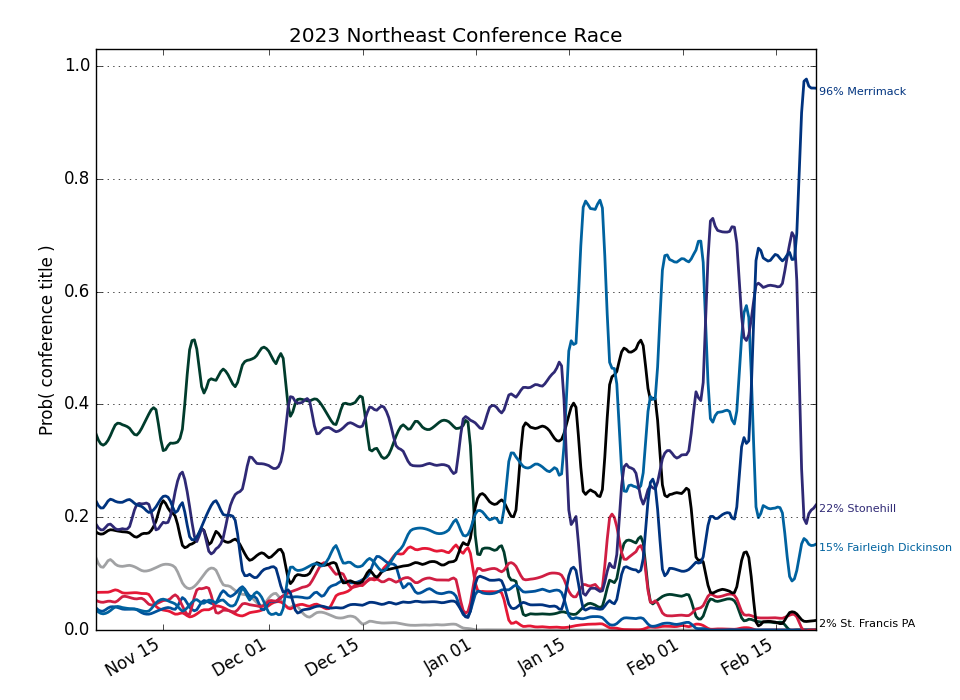 2023 Northeast Conference Race
Prob( conference title )
1.0
0.8
0.6
0.4
0.2
0.0
Nov 15
Dec 01
Dec 15
Jan 01
Jan 15
Feb 01
Feb 15
96% Merrimack
22% Stonehill
15% Fairleigh Dickinson
2% St. Francis PA